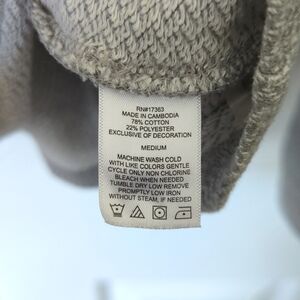 RN#17363
MADE IN CAMBODIA
78% COTTON
22% POLYESTER
EXCLUSIVE OF DECORATION
MEDIUM
MACHINE WASH COLD
WITH LIKE COLORS GENTLE
CYCLE ONLY NON CHLORINE
BLEACH WHEN NEEDED
TUMBLE DRY LOW REMOVE
PROMPTLY LOW IRON
WITHOUT STEAM, IF NEEDED